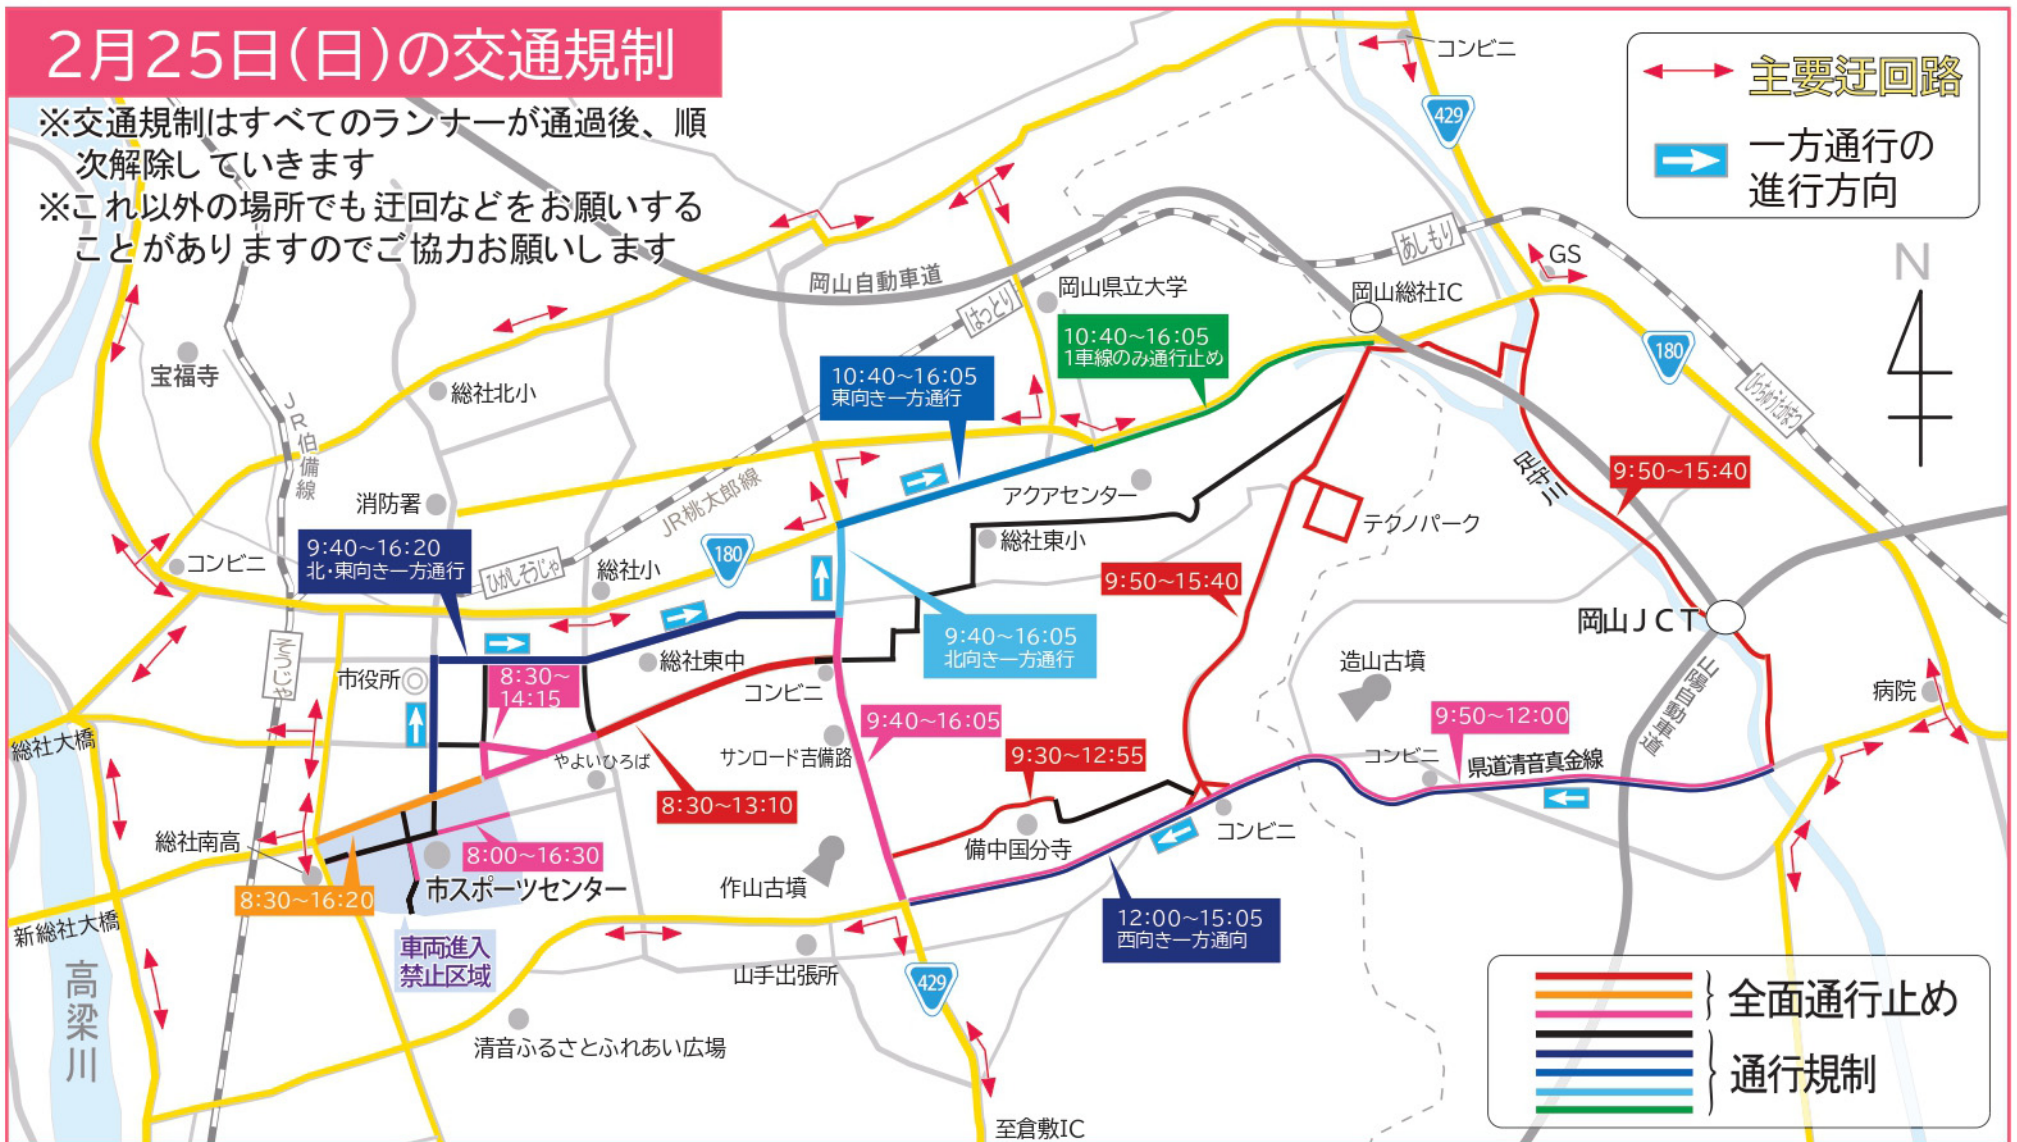 2月25日(日)の交通規制
※交通規制はすべてのランナーが通過後、順
次解除していきます
※これ以外の場所でも迂回などをお願いする
ことがありますのでご協力お願いします
主要迂回路
一方通行の
進行方向
N
コンビニ
429
GS
あしもり
岡山自動車道
はっとり
岡山県立大学
岡山総社IC
180
びっちゅうたかまつ
10:40~16:05
1車線のみ通行止め
10:40~16:05
東向き一方通行
宝福寺
JR伯備線
総社北小
消防署
JR桃太郎線
アクアセンター
足守川
9:50~15:40
テクノパーク
コンビニ
9:40~16:20
北・東向き一方通行
ひがしそうじゃ
総社小
180
総社東小
9:50~15:40
岡山JCT
9:40~16:05
北向き一方通行
そうじゃ
市役所
総社東中
8:30~
14:15
コンビニ
造山古墳
山陽自動車道
病院
総社大橋
やよいひろば
サンロード吉備路
9:40~16:05
9:30~12:55
9:50~12:00
コンビニ
県道清音真金線
8:30~13:10
総社南高
8:00~16:30
備中国分寺
コンビニ
8:30~16:20
市スポーツセンター
作山古墳
新総社大橋
車両進入
禁止区域
12:00~15:05
西向き一方通向
高梁川
山手出張所
429
清音ふるさとふれあい広場
至倉敷IC
全面通行止め
通行規制